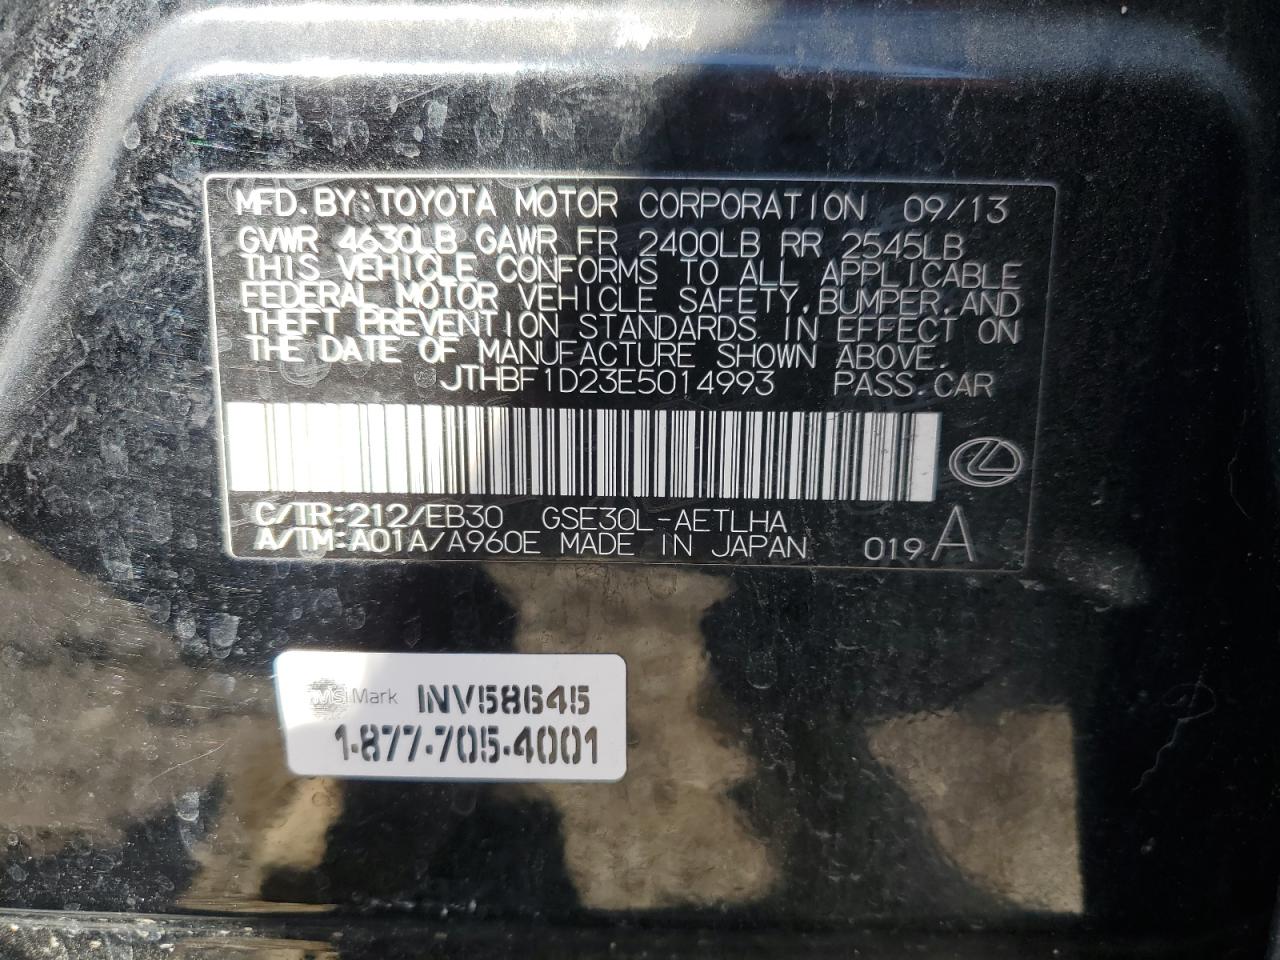 MFD. BY: TOYOTA MOTOR CORPORATION 09/13
GVWR 4630LB GAWR FR 2400LB RR 2545LB
THIS VEHICLE CONFORMS TO ALL APPLICABLE
FEDERAL MOTOR VEHICLE SAFETY, BUMPER, AND
THEFT PREVENTION STANDARDS IN EFFECT ON
THE DATE OF MANUFACTURE SHOWN ABOVE.
JTHBF1D23E5014993 PASS.CAR
C/TR:212/EB30 GSE30L-AETLHA
A/TM:A01A/A960E MADE IN JAPAN 019 A
Mark INV58645
1-877-705-4001